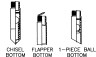 CHISEL FLAPPER 1-PIECE BALL
BOTTOM BOTTOM BOTTOM